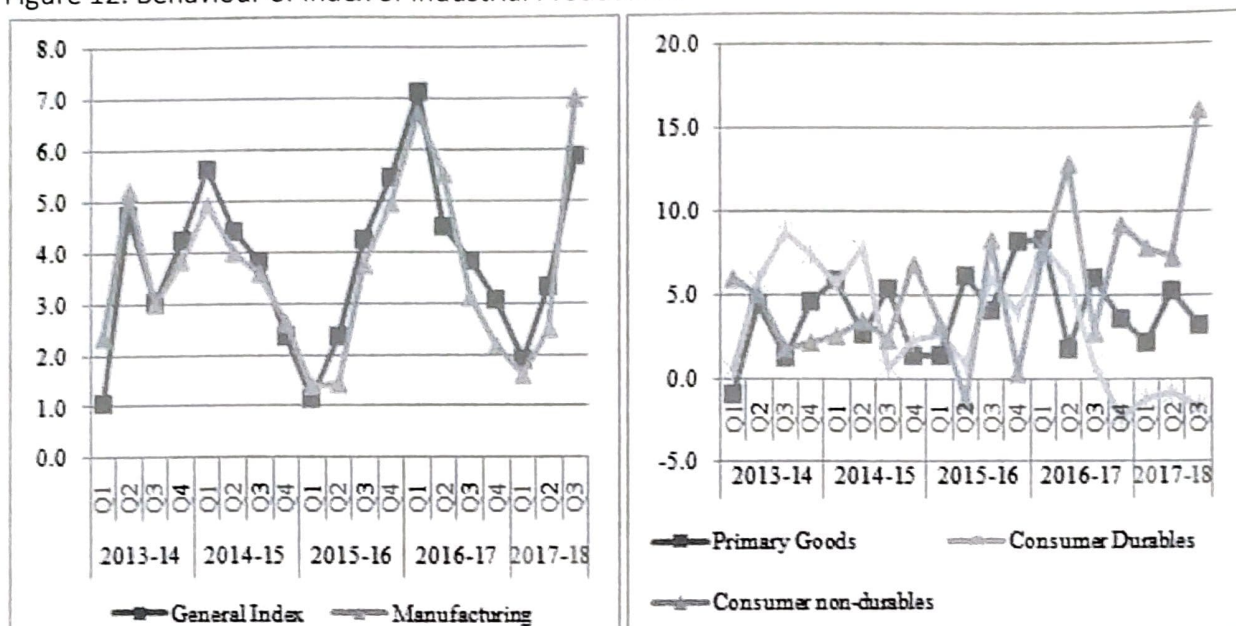 Figure 12: Behaviour of Index of Industrial
8.0
7.0
6.0
5.0
4.0
3.0
2.0
1.0
0.0
Q1 Q2 Q3 Q4 Q1 Q2 Q3 Q4 Q1 Q2 Q3 Q4 Q1 Q2 Q3 Q4 Q1 Q2 Q3
2013-14 2014-15 2015-16 2016-17 2017-18
General Index Manufacturing
20.0
15.0
10.0
5.0
0.0
-5.0
Q1 Q2 Q3 Q4 Q1 Q2 Q3 Q4 Q1 Q2 Q3 Q4 Q1 Q2 Q3 Q4 Q1 Q2 Q3
2013-14 2014-15 2015-16 2016-17 2017-18
Primary Goods Consumer Durables
Consumer non-durables